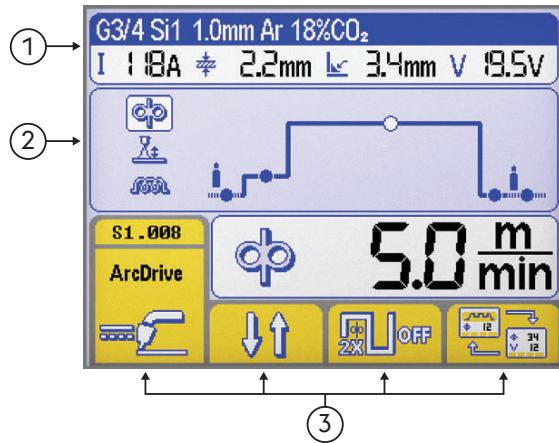 G3/4 Si1 1.0mm Ar 18%CO₂
1
I 118A 2.2mm 3.4mm V 19.5V
2
S1.008
ArcDrive
5.0 m/min
2X OFF
12
34
V 12
3